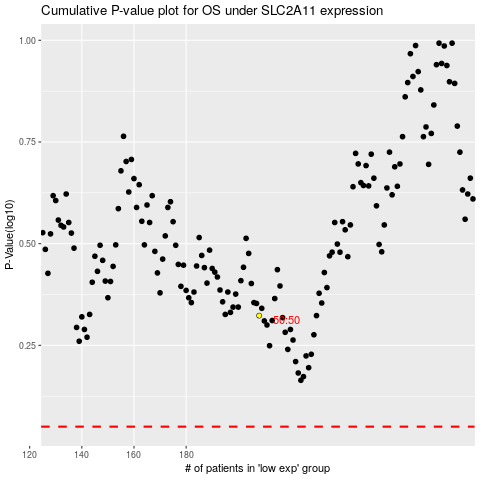 Cumulative P-value plot for OS under SLC2A11 expression
P-Value(log10)
1.00
0.75
0.50
0.25
50:50
120 140 160 180
# of patients in 'low exp' group